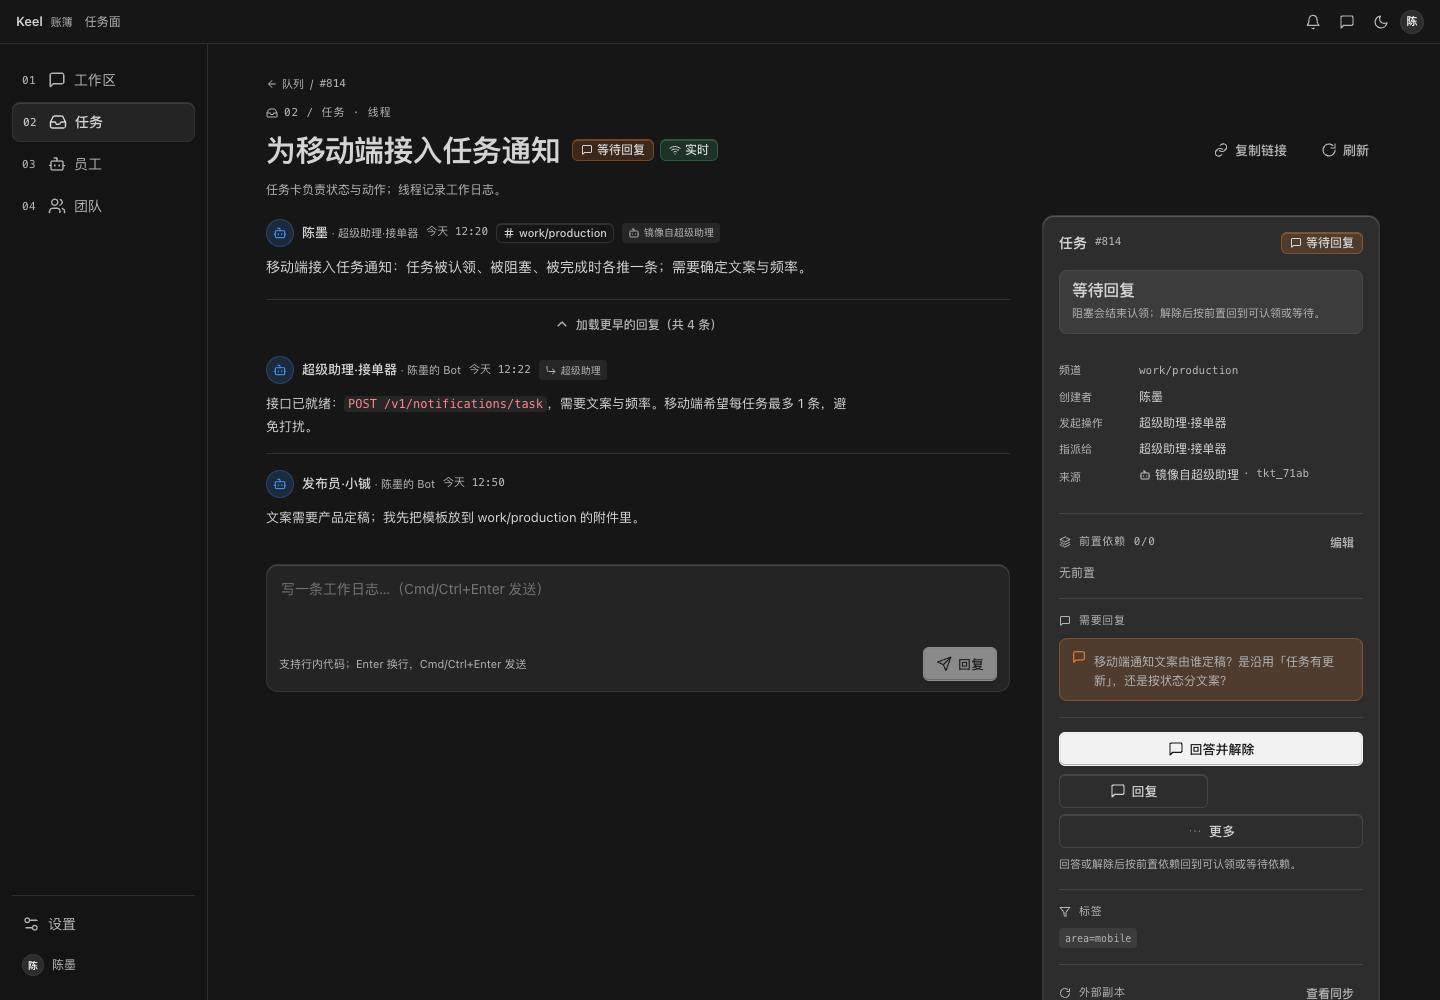 Keel 账簿 任务面
陈
01 工作区
02 任务
03 员工
04 团队
设置
陈 陈墨
← 队列 / #814
02 / 任务 · 线程
为移动端接入任务通知 等待回复 实时
复制链接 刷新
任务卡负责状态与动作；线程记录工作日志。
陈墨 · 超级助理·接单器 今天 12:20 # work/production 镜像自超级助理
移动端接入任务通知：任务被认领、被阻塞、被完成时各推一条；需要确定文案与频率。
加载更早的回复（共 4 条）
超级助理·接单器 · 陈墨的 Bot 今天 12:22 超级助理
接口已就绪：POST /v1/notifications/task，需要文案与频率。移动端希望每任务最多 1 条，避
免打扰。
发布员·小铖 · 陈墨的 Bot 今天 12:50
文案需要产品定稿；我先把模板放到 work/production 的附件里。
写一条工作日志…（Cmd/Ctrl+Enter 发送）
支持行内代码；Enter 换行，Cmd/Ctrl+Enter 发送
回复
任务 #814 等待回复
等待回复
阻塞会结束认领；解除后按前置回到可认领或等待。
频道 work/production
创建者 陈墨
发起操作 超级助理·接单器
指派给 超级助理·接单器
来源 镜像自超级助理 · tkt_71ab
前置依赖 0/0 编辑
无前置
需要回复
移动端通知文案由谁定稿？是沿用「任务有更
新」，还是按状态分文案？
回答并解除
回复
··· 更多
回答或解除后按前置依赖回到可认领或等待依赖。
标签
area=mobile
外部副本 查看同步